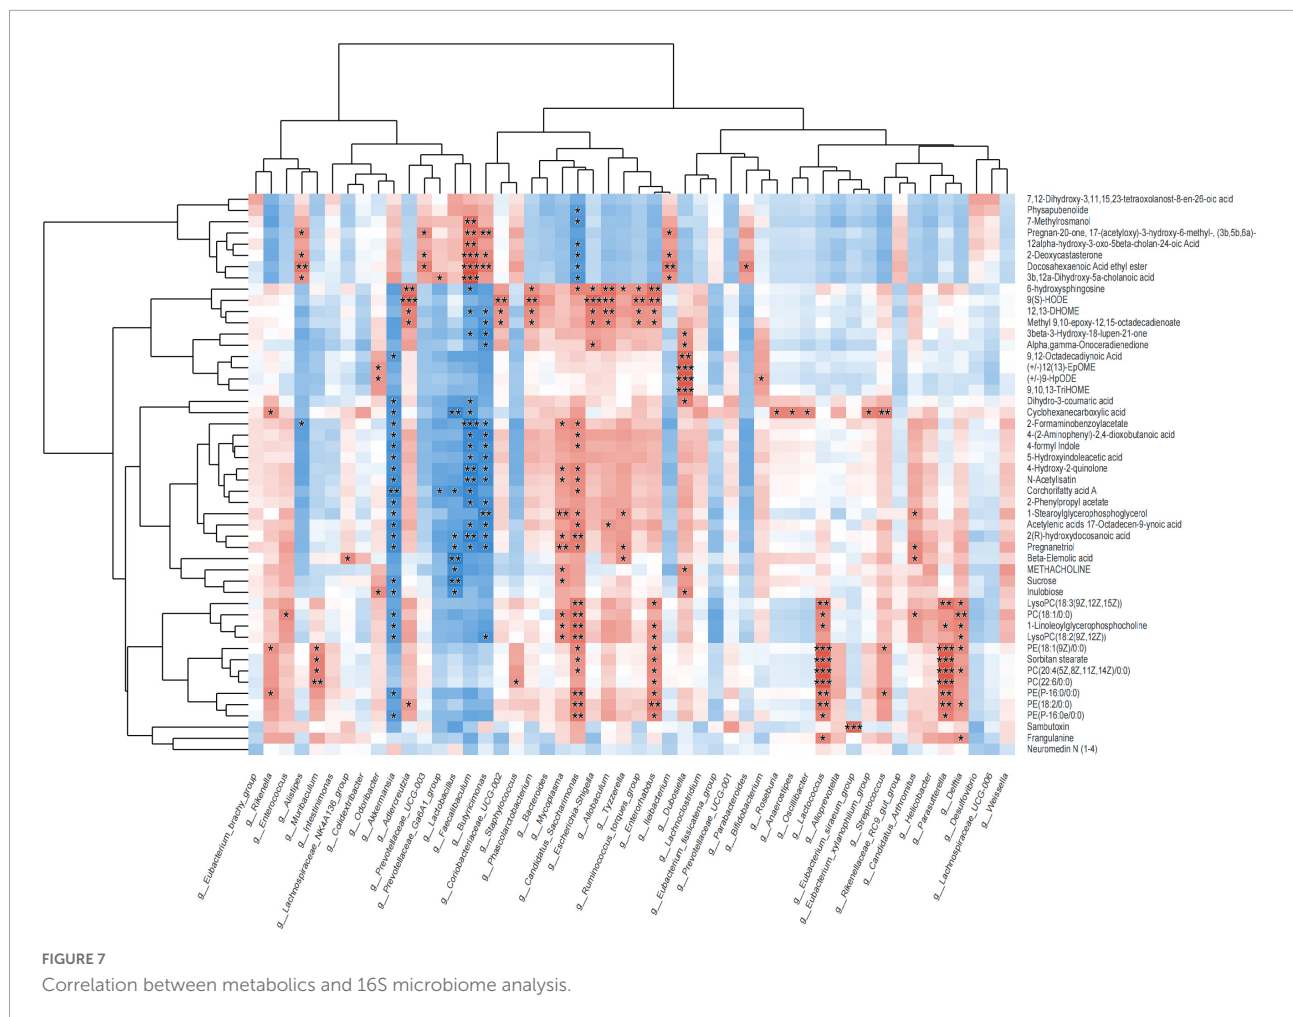 7,12-Dihydroxy-3,11,15,23-tetraoxolanost-8-en-26-oic acid
Physapubenolide
7-Methylrosmanol
Pregnan-20-one, 17-(acetyloxy)-3-hydroxy-6-methyl-, (3b,5b,6a)-
12alpha-hydroxy-3-oxo-5beta-cholan-24-oic Acid
2-Deoxycastasterone
Docosahexaenoic Acid ethyl ester
3b,12a-Dihydroxy-5a-cholanoic acid
6-hydroxysphingosine
9(S)-HODE
12,13-DHOME
Methyl 9,10-epoxy-12,15-octadecadienoate
3beta-3-Hydroxy-18-lupen-21-one
Alpha,gamma-Onoceradienedione
9,12-Octadecadiynoic Acid
(+/-)12(13)-EpOME
(+/-)9-HpODE
9,10,13-TriHOME
Dihydro-3-coumaric acid
Cyclohexanecarboxylic acid
2-Formaminobenzoylacetate
4-(2-Aminophenyl)-2,4-dioxobutanoic acid
4-formyl Indole
5-Hydroxyindoleacetic acid
4-Hydroxy-2-quinolone
N-Acetylisatin
Corchorifatty acid A
2-Phenylpropyl acetate
1-Stearoylglycerophosphoglycerol
Acetylenic acids 17-Octadecen-9-ynoic acid
2(R)-hydroxydocosanoic acid
Pregnanetriol
Beta-Elemolic acid
METHACHOLINE
Sucrose
Inulobiose
LysoPC(18:3(9Z,12Z,15Z))
PC(18:1/0:0)
1-Linoleoylglycerophosphocholine
LysoPC(18:2(9Z,12Z))
PE(18:1(9Z)/0:0)
Sorbitan stearate
PC(20:4(5Z,8Z,11Z,14Z)/0:0)
PC(22:6/0:0)
PE(P-16:0/0:0)
PE(18:2/0:0)
PE(P-16:0e/0:0)
Sambutoxin
Frangulanine
Neuromedin N (1-4)
g__Eubacterium_brachy_group
g__Rikenella
g__Enterococcus
g__Alistipes
g__Muribaculum
g__Intestinimonas
g__Lachnospiraceae_NK4A136_group
g__Caldiextribacter
g__Odoribacter
g__Akkermansia
g__Adlercreutzia
g__Prevotellaceae_UCG-003
g__Prevotellaceae_Ga6A1_group
g__Lactobacillus
g__Faecalibaculum
g__Butyricimonas
g__Coriobacteriaceae_UCG-002
g__Staphylococcus
g__Phascolarctobacterium
g__Bacteroides
g__Mycoplasma
g__Candidatus_Saccharimonas
g__Escherichia-Shigella
g__Allobaculum
g__Tyzzerella
g__Ruminococcus_torques_group
g__Enterorhabdus
g__Ileibacterium
g__Dubosiella
g__Lachnoclostridium
g__Eubacterium_fissicatena_group
g__Prevotellaceae_UCG-001
g__Parabacteroides
g__Bifidobacterium
g__Roseburia
g__Anaerostipes
g__Oscillibacter
g__Lactococcus
g__Alloprevotella
g__Eubacterium_siraeum_group
g__Eubacterium_xylanophilum_group
g__Streptococcus
g__Rikenellaceae_RC9_gut_group
g__Candidatus_Arthromitus
g__Helicobacter
g__Parasutterella
g__Delftia
g__Desulfovibrio
g__Lachnospiraceae_UCG-006
g__Weissella
FIGURE 7
Correlation between metabolics and 16S microbiome analysis.